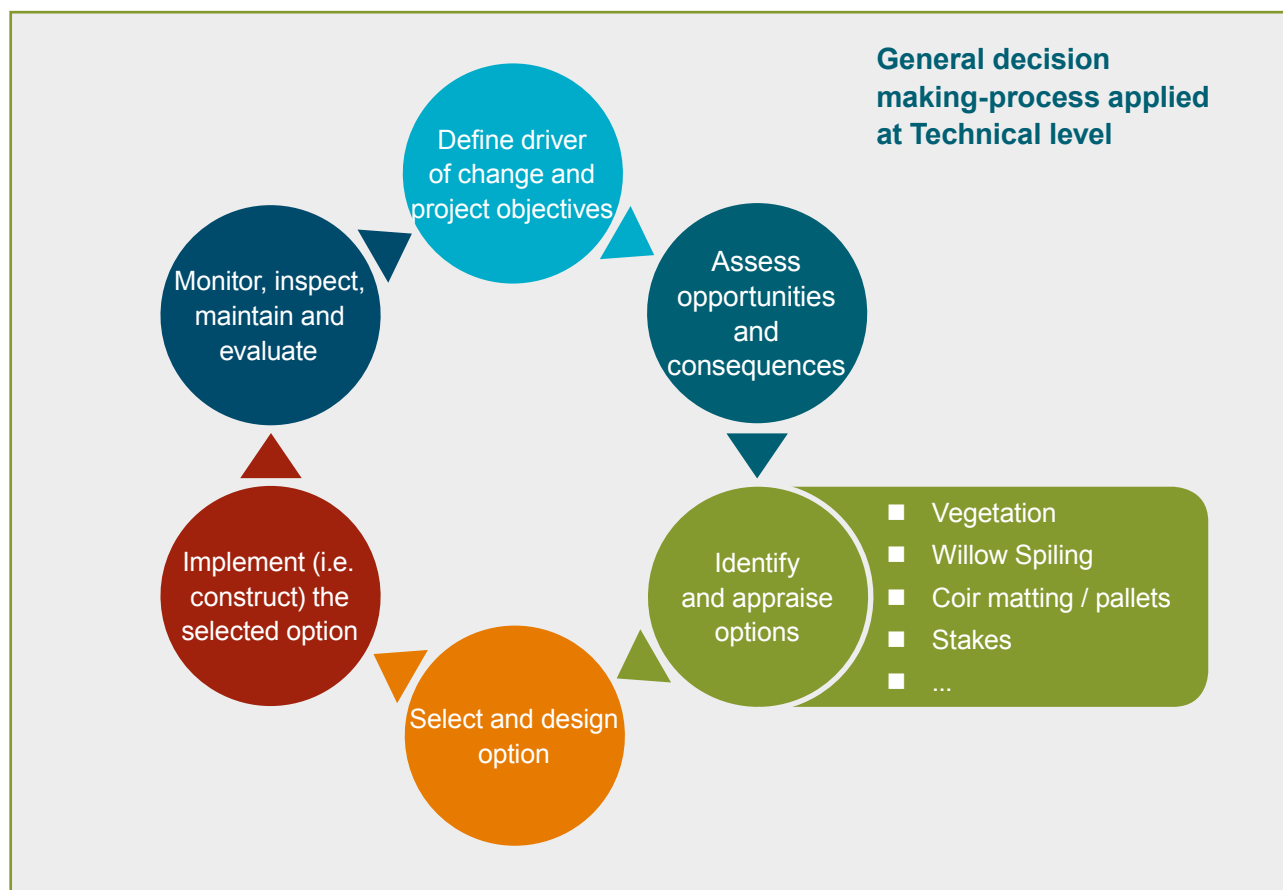 General decision
making-process applied
at Technical level
Define driver
of change and
project objectives
Assess
opportunities
and
consequences
Identify
and appraise
options
Vegetation
Willow Spiling
Coir matting / pallets
Stakes
...
Select and design
option
Implement (i.e.
construct) the
selected option
Monitor, inspect,
maintain and
evaluate